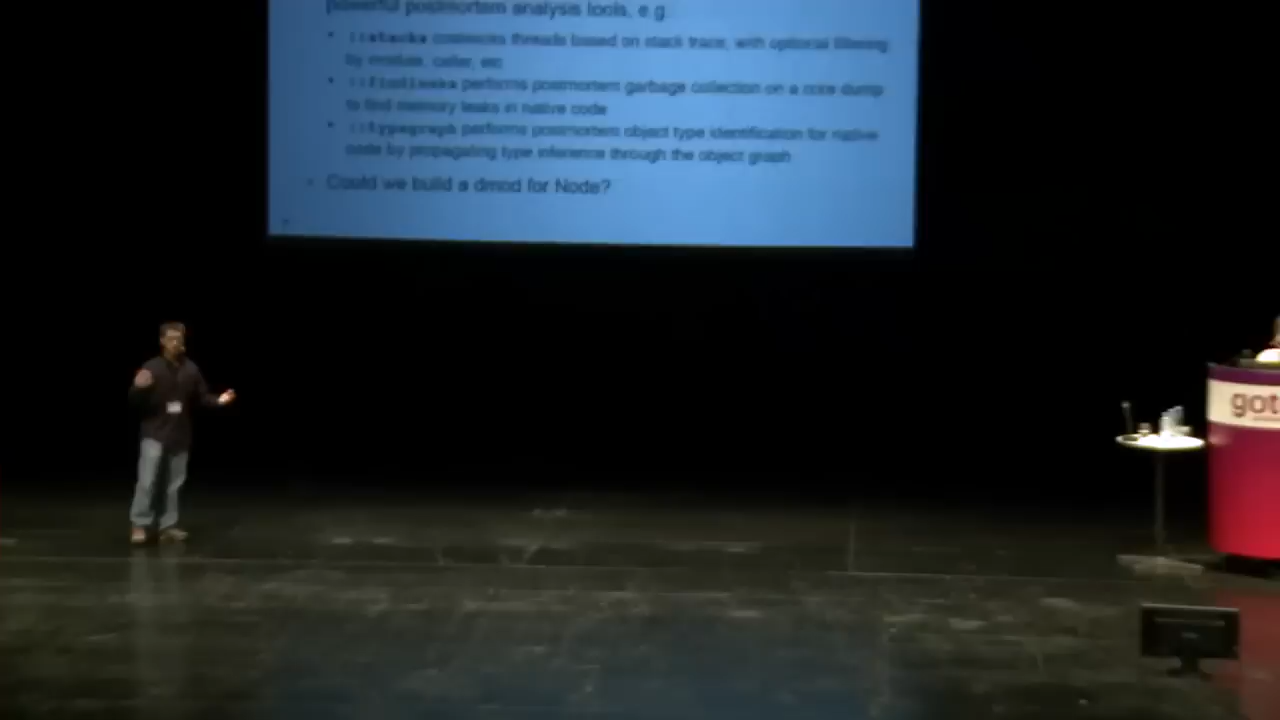 powerful postmortem analysis tools, e.g.
• ::stacks coalesces threads based on stack trace, with optional filtering
by module, caller, etc
• ::findleaks performs postmortem garbage collection on a core dump
to find memory leaks in native code
• ::typegraph performs postmortem object type identification for native
code by propagating type inference through the object graph
• Could we build a dmod for Node?
got